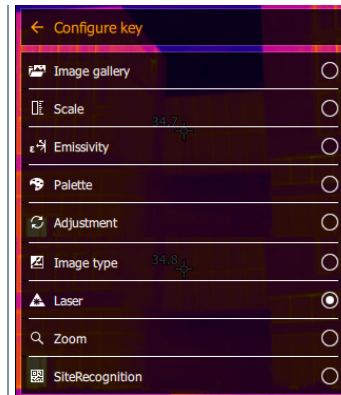 Configure key
Image gallery
Scale
34.7
ε Emissivity
Palette
Adjustment
Image type
34.8
Laser
Zoom
SiteRecognition